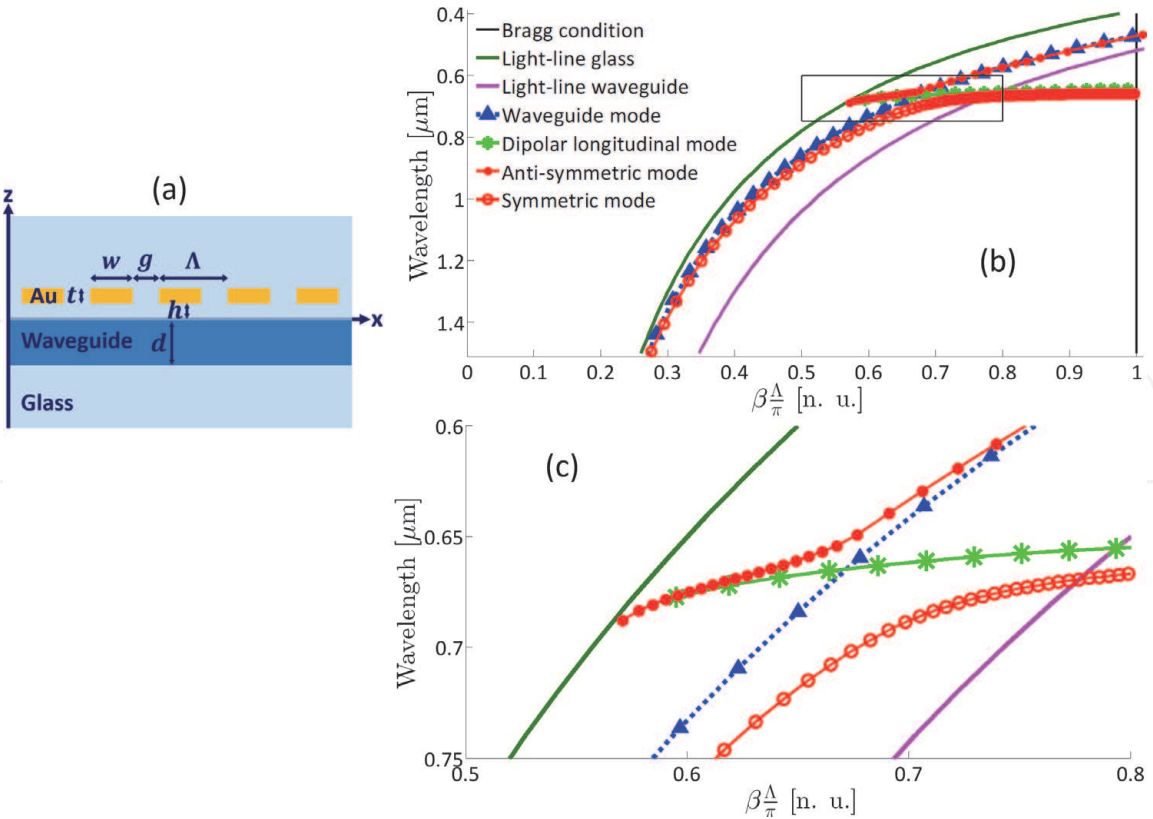 (a)
z
w g Λ
Au t
h
x
Waveguide d
Glass
Bragg condition
Light-line glass
Light-line waveguide
Waveguide mode
Dipolar longitudinal mode
Anti-symmetric mode
Symmetric mode
(b)
Wavelength [μm]
0.4
0.6
0.8
1
1.2
1.4
0 0.1 0.2 0.3 0.4 0.5 0.6 0.7 0.8 0.9 1
β Λ/π [n. u.]
(c)
Wavelength [μm]
0.6
0.65
0.7
0.75
0.5 0.6 0.7 0.8
β Λ/π [n. u.]